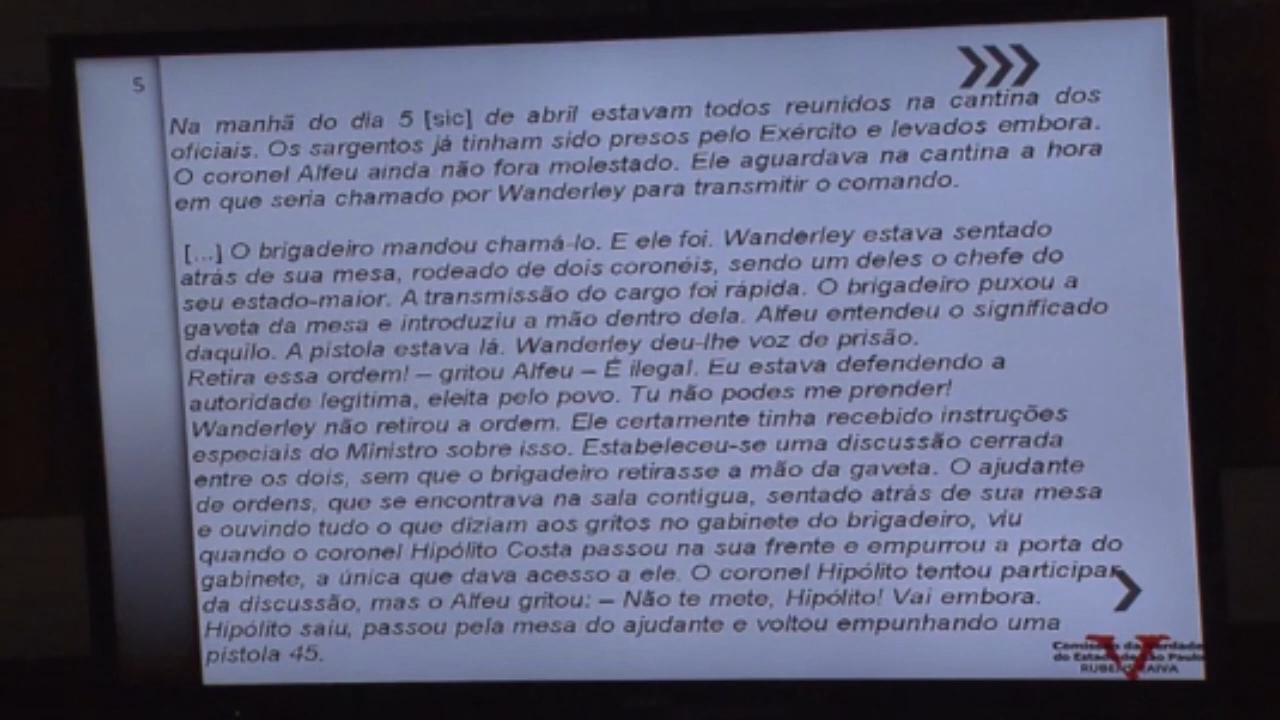 5
Na manhã do dia 5 [sic] de abril estavam todos reunidos na cantina dos
oficiais. Os sargentos já tinham sido presos pelo Exército e levados embora.
O coronel Alfeu ainda não fora molestado. Ele aguardava na cantina a hora
em que seria chamado por Wanderley para transmitir o comando.
[...] O brigadeiro mandou chamá-lo. E ele foi. Wanderley estava sentado
atrás de sua mesa, rodeado de dois coronéis, sendo um deles o chefe do
seu estado-maior. A transmissão do cargo foi rápida. O brigadeiro puxou a
gaveta da mesa e introduziu a mão dentro dela. Alfeu entendeu o significado
daquilo. A pistola estava lá. Wanderley deu-lhe voz de prisão.
Retira essa ordem! – gritou Alfeu – É ilegal. Eu estava defendendo a
autoridade legítima, eleita pelo povo. Tu não podes me prender!
Wanderley não retirou a ordem. Ele certamente tinha recebido instruções
especiais do Ministro sobre isso. Estabeleceu-se uma discussão cerrada
entre os dois, sem que o brigadeiro retirasse a mão da gaveta. O ajudante
de ordens, que se encontrava na sala contígua, sentado atrás de sua mesa
e ouvindo tudo o que diziam aos gritos no gabinete do brigadeiro, viu
quando o coronel Hipólito Costa passou na sua frente e empurrou a porta do
gabinete, a única que dava acesso a ele. O coronel Hipólito tentou participar
da discussão, mas o Alfeu gritou: – Não te mete, Hipólito! Vai embora.
Hipólito saiu, passou pela mesa do ajudante e voltou empunhando uma
pistola 45.
Comissão da Verdade
do Estado de São Paulo
RUBENS PAIVA